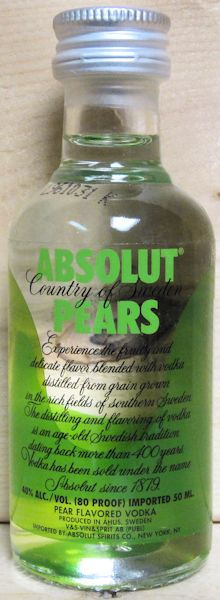 ABSOLUT®
Country of Sweden
PEARS
Experience the fruity and
delicate flavor blended with vodka
distilled from grain grown
in the rich fields of southern Sweden.
The distilling and flavoring of vodka
is an age-old Swedish tradition
dating back more than 400 years.
Vodka has been sold under the name
Absolut since 1879.
40% ALC./VOL. (80 PROOF) IMPORTED 50 ML.
PEAR FLAVORED VODKA
PRODUCED IN ÅHUS, SWEDEN
V&S VIN&SPRIT AB (PUBL)
IMPORTED BY ABSOLUT SPIRITS CO., NEW YORK, NY.